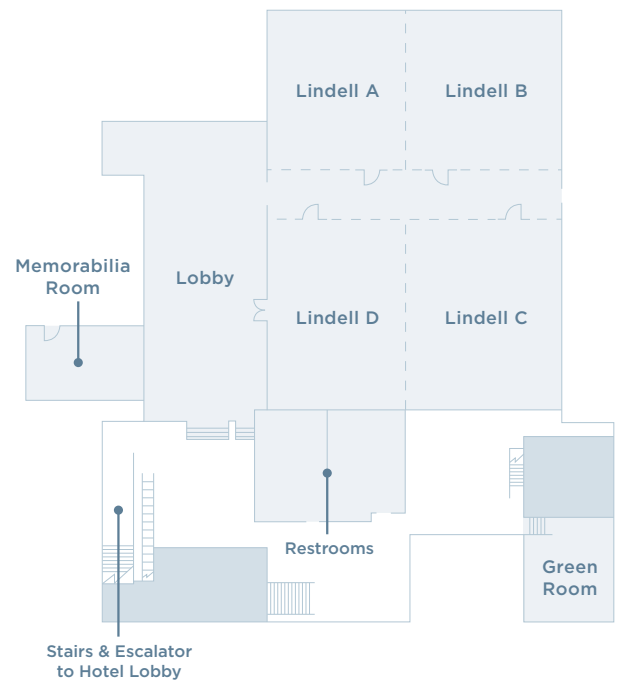 Lindell A
Lindell B
Memorabilia
Room
Lobby
Lindell D
Lindell C
Restrooms
Green
Room
Stairs & Escalator
to Hotel Lobby